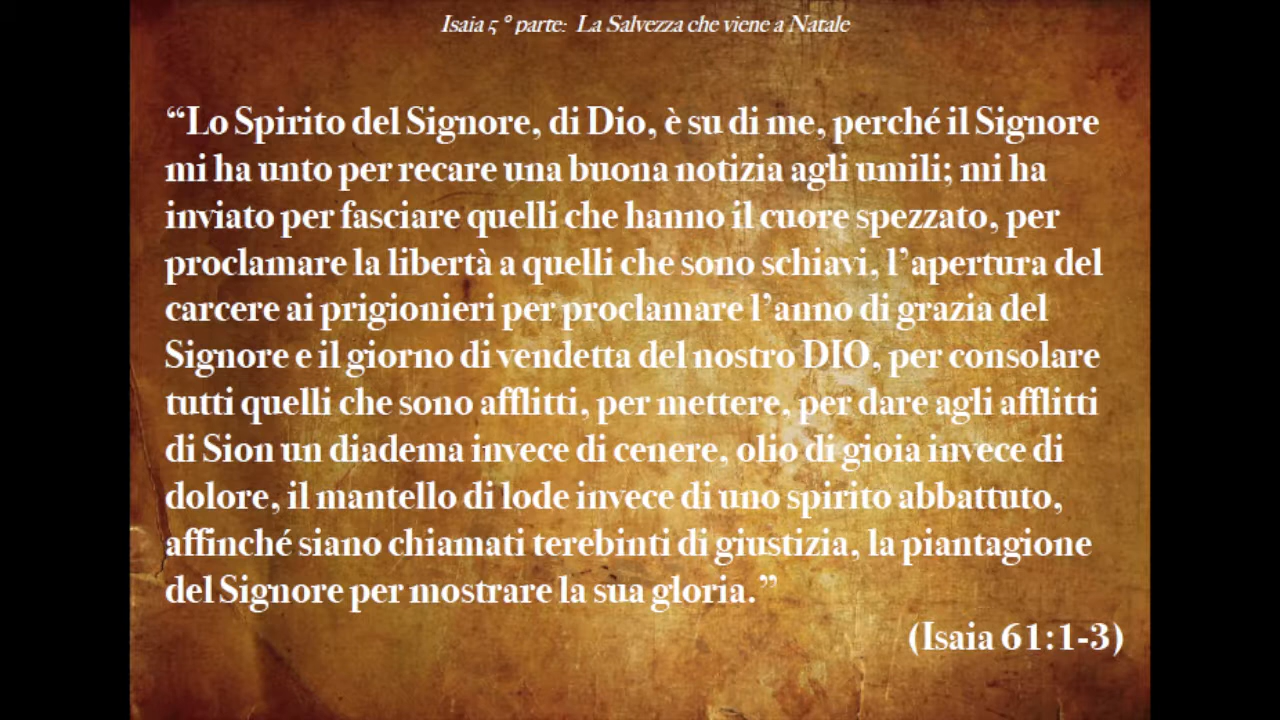 Isaia 5° parte: La Salvezza che viene a Natale
“Lo Spirito del Signore, di Dio, è su di me, perché il Signore
mi ha unto per recare una buona notizia agli umili; mi ha
inviato per fasciare quelli che hanno il cuore spezzato, per
proclamare la libertà a quelli che sono schiavi, l’apertura del
carcere ai prigionieri per proclamare l’anno di grazia del
Signore e il giorno di vendetta del nostro DIO, per consolare
tutti quelli che sono afflitti, per mettere, per dare agli afflitti
di Sion un diadema invece di cenere, olio di gioia invece di
dolore, il mantello di lode invece di uno spirito abbattuto,
affinché siano chiamati terebinti di giustizia, la piantagione
del Signore per mostrare la sua gloria.”
(Isaia 61:1-3)